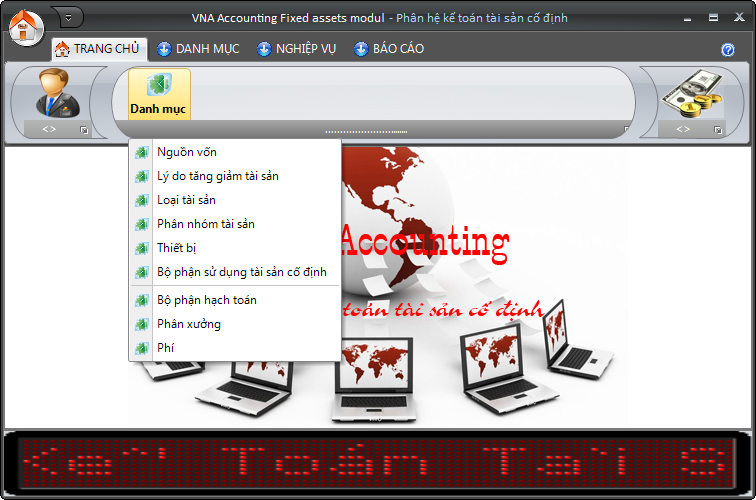 VNA Accounting Fixed assets modul - Phân hệ kế toán tài sản cố định
TRANG CHỦ DANH MỤC NGHIỆP VỤ BÁO CÁO
Danh mục
<> ............................ <>
Nguồn vốn
Lý do tăng giảm tài sản
Loại tài sản
Phân nhóm tài sản
Thiết bị
Bộ phận sử dụng tài sản cố định
Bộ phận hạch toán
Phân xưởng
Phí
Accounting
toán tài sản cố định
Kế Toán Tài S